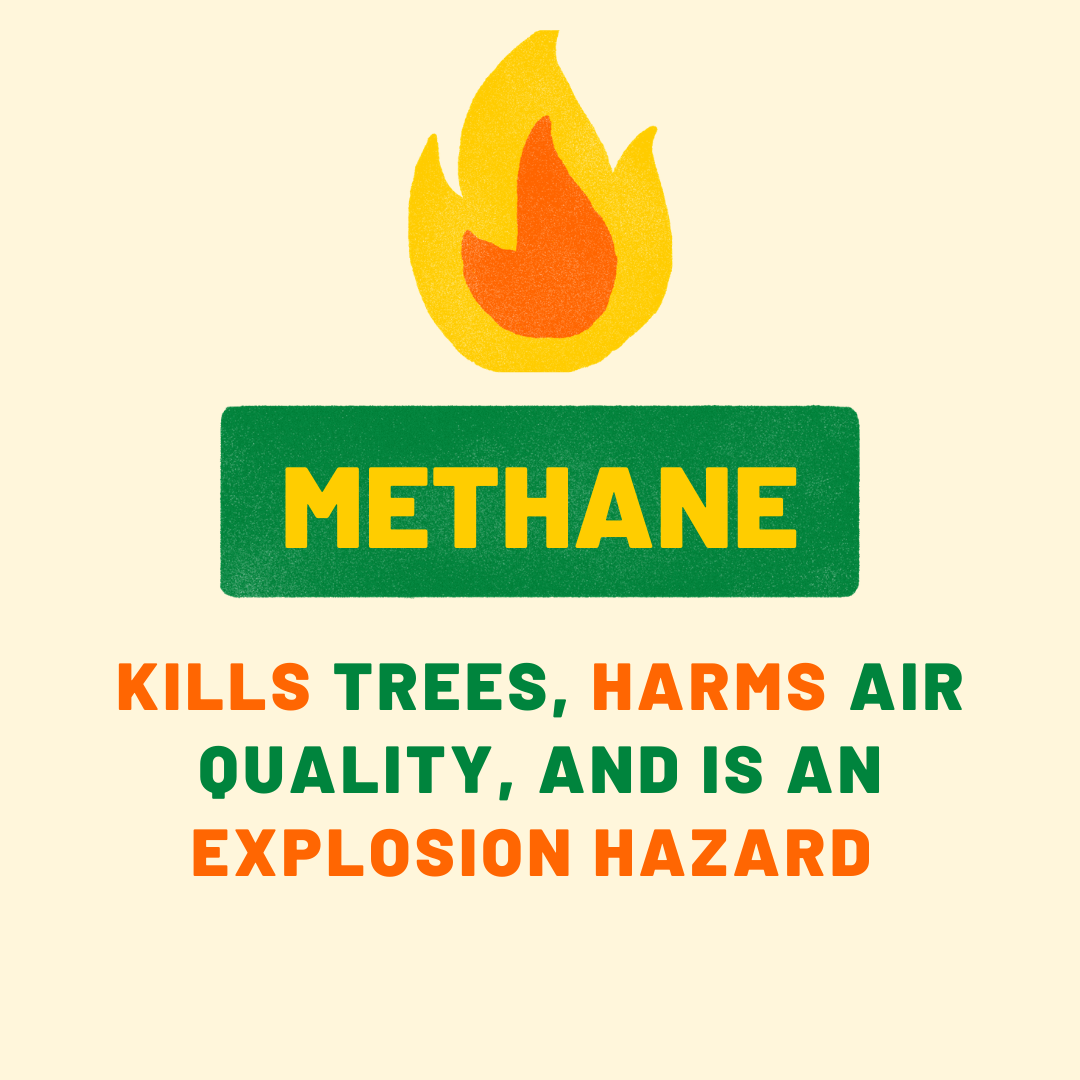 METHANE
KILLS TREES, HARMS AIR
QUALITY, AND IS AN
EXPLOSION HAZARD